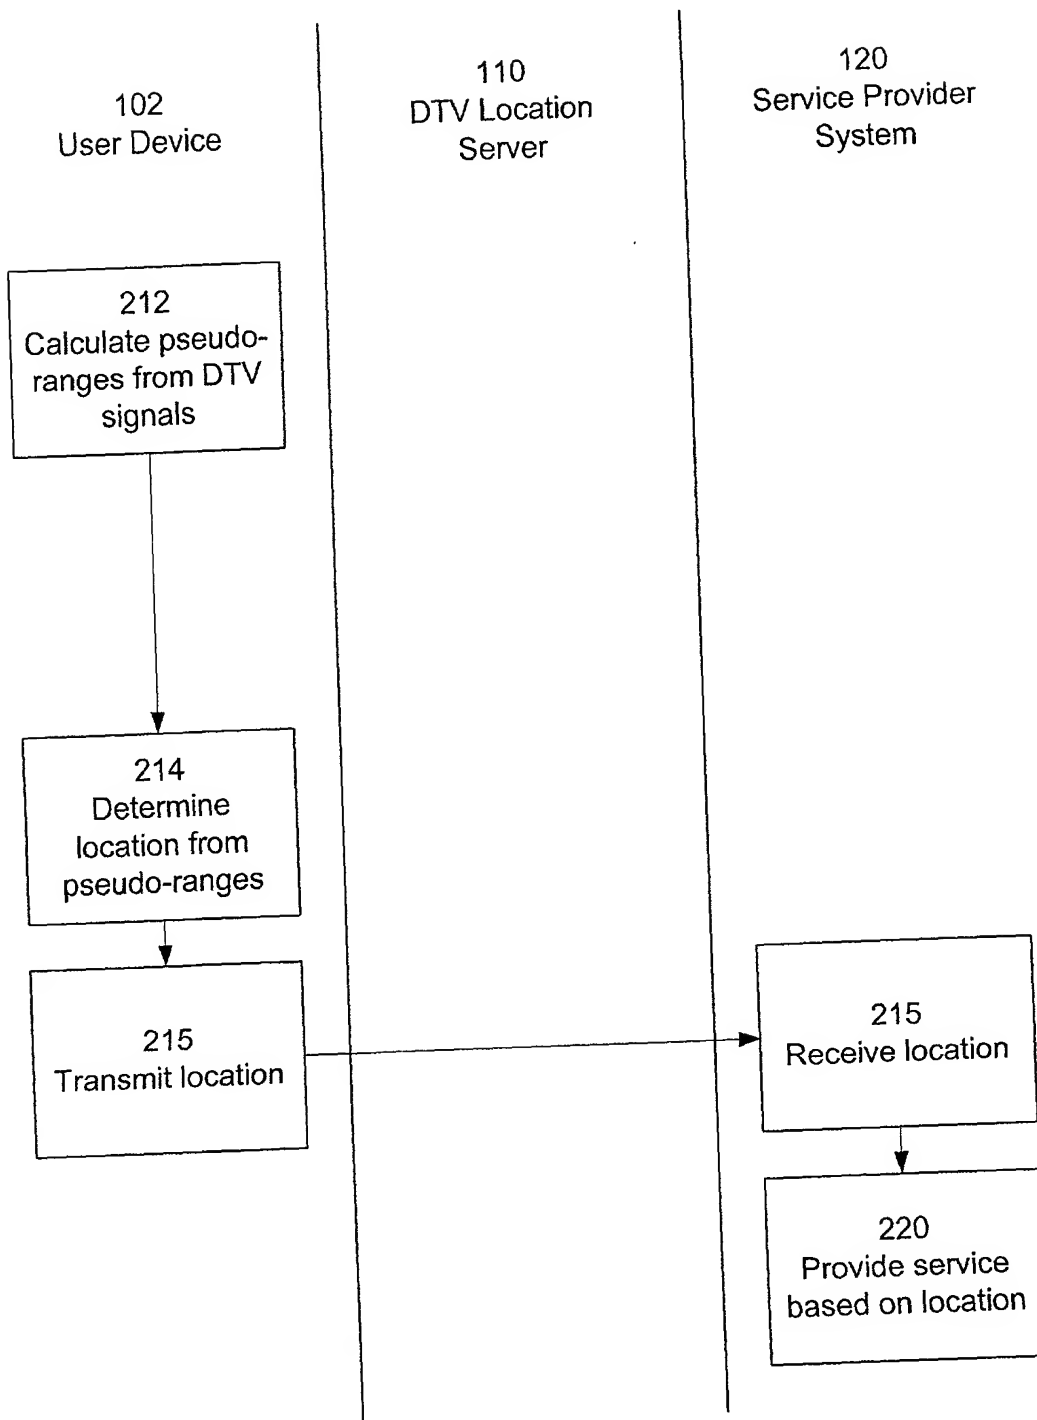 102
User Device
110
DTV Location
Server
120
Service Provider
System
212
Calculate pseudo-
ranges from DTV
signals
214
Determine
location from
pseudo-ranges
215
Transmit location
215
Receive location
220
Provide service
based on location